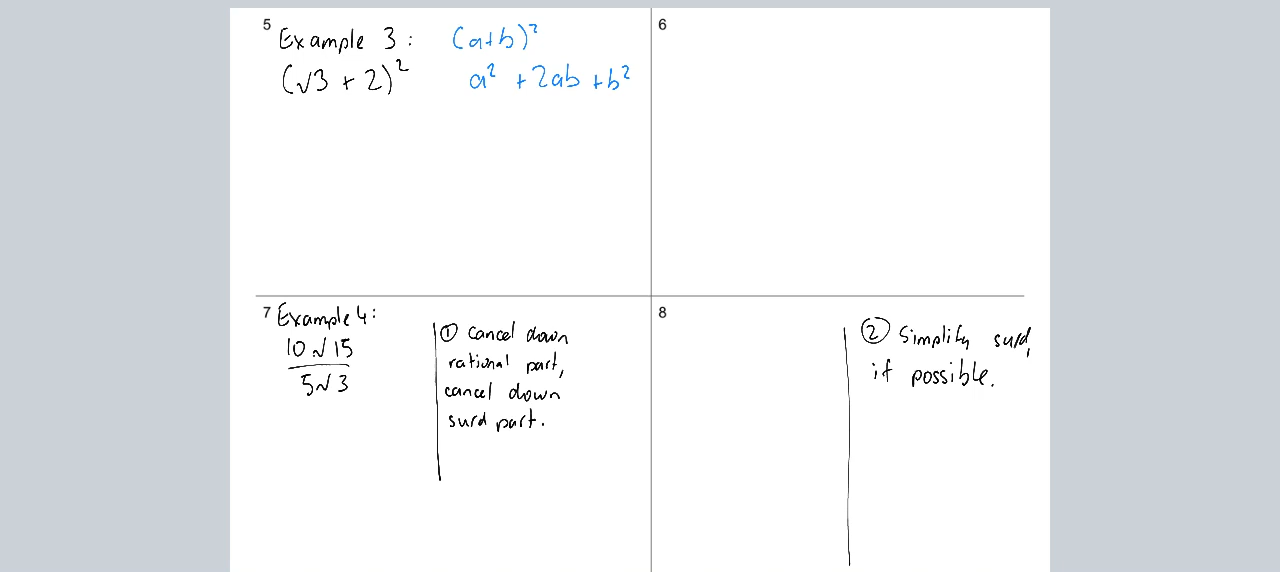 5
Example 3 : (a+b)²
(√3 + 2)² a² + 2ab + b²
6
7
Example 4:
10√15
5√3
① Cancel down
rational part,
cancel down
surd part.
8
② Simplify surd,
if possible.